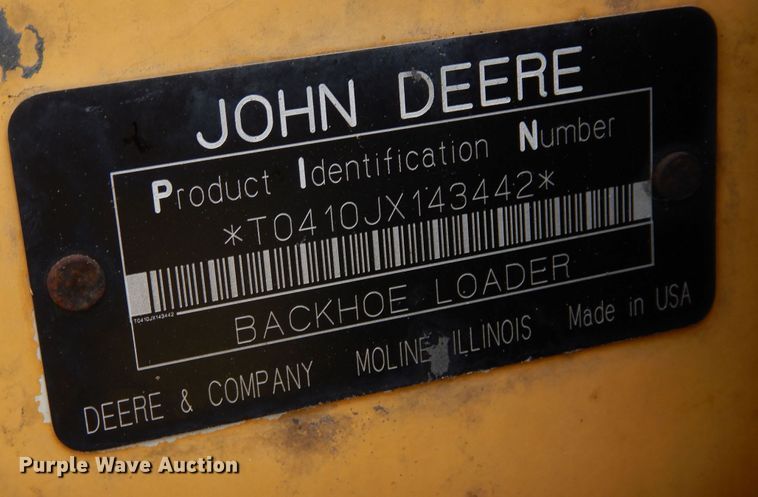 JOHN DEERE
Product Identification Number
*T0410JX143442*
T0410JX143442
BACKHOE LOADER
DEERE & COMPANY MOLINE ILLINOIS Made in USA
Purple Wave Auction